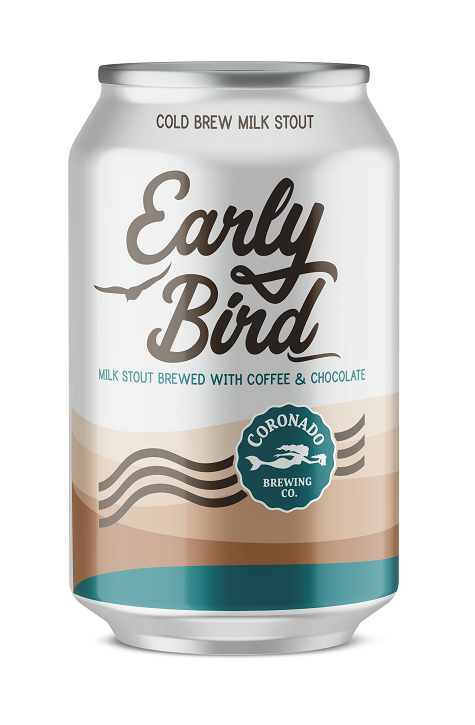 COLD BREW MILK STOUT
Early
Bird
MILK STOUT BREWED WITH COFFEE & CHOCOLATE
CORONADO
BREWING
CO.